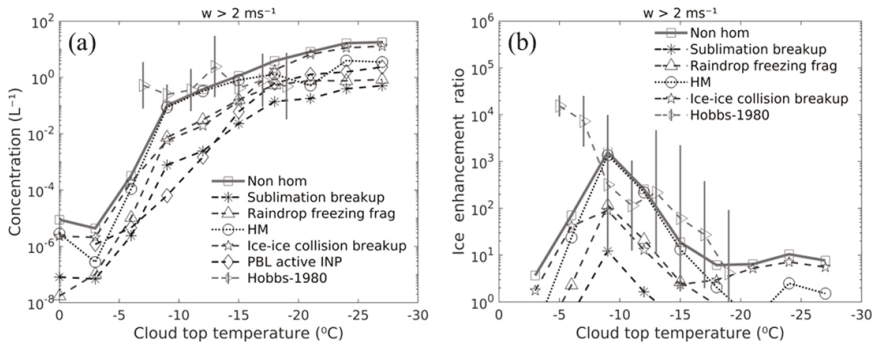 w > 2 ms⁻¹
(a)
10²
10⁰
10⁻²
10⁻⁴
10⁻⁶
10⁻⁸
Concentration (L⁻¹)
Non hom
Sublimation breakup
Raindrop freezing frag
HM
Ice-ice collision breakup
PBL active INP
Hobbs-1980
0 -5 -10 -15 -20 -25 -30
Cloud top temperature (⁰C)
w > 2 ms⁻¹
(b)
10⁶
10⁵
10⁴
10³
10²
10¹
10⁰
Ice enhancement ratio
Non hom
Sublimation breakup
Raindrop freezing frag
HM
Ice-ice collision breakup
Hobbs-1980
0 -5 -10 -15 -20 -25 -30
Cloud top temperature (⁰C)